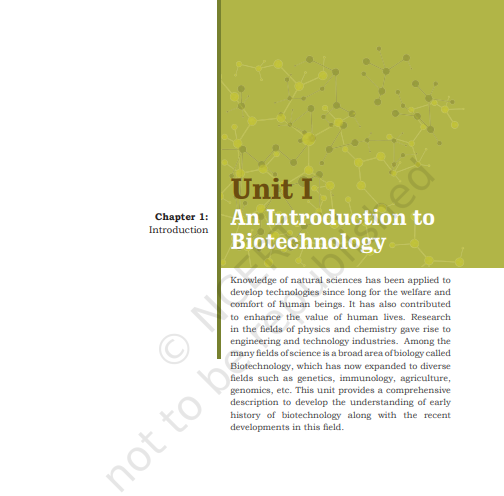 Unit I
An Introduction to
Biotechnology
Chapter 1:
Introduction
Knowledge of natural sciences has been applied to
develop technologies since long for the welfare and
comfort of human beings. It has also contributed
to enhance the value of human lives. Research
in the fields of physics and chemistry gave rise to
engineering and technology industries. Among the
many fields of science is a broad area of biology called
Biotechnology, which has now expanded to diverse
fields such as genetics, immunology, agriculture,
genomics, etc. This unit provides a comprehensive
description to develop the understanding of early
history of biotechnology along with the recent
developments in this field.
© NCERT
not to be republished